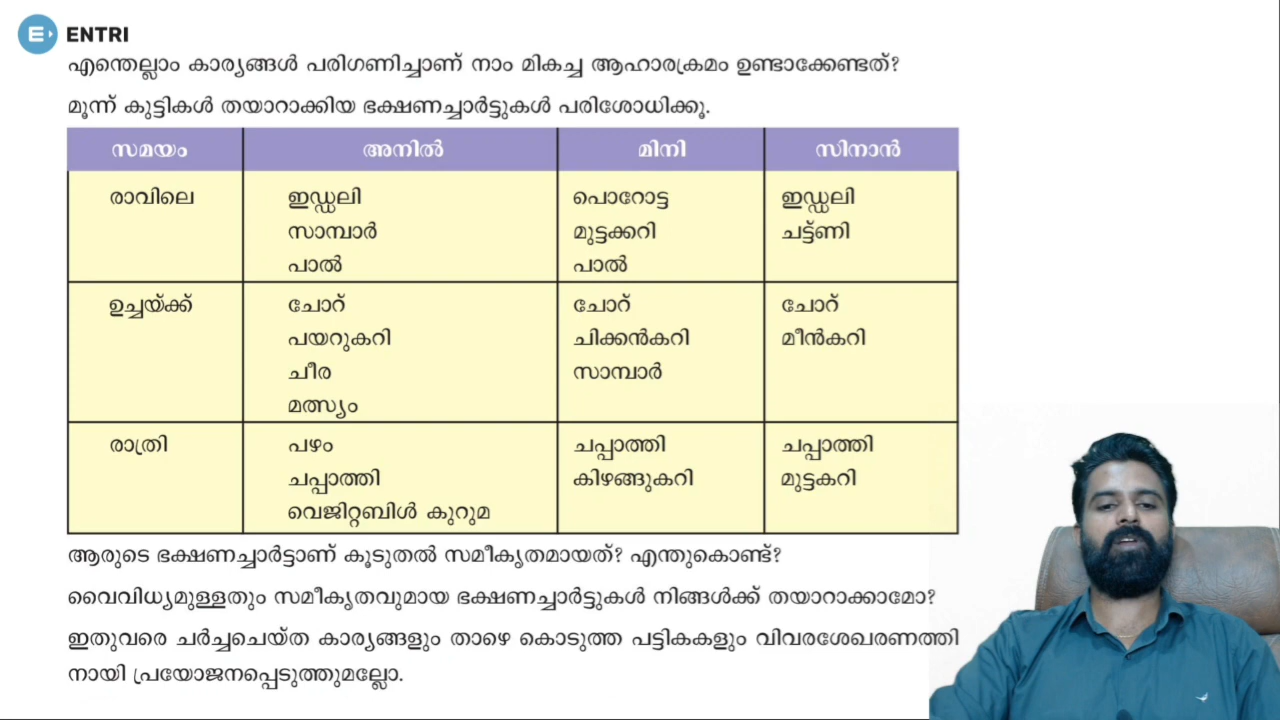 ENTRI
എന്തെല്ലാം കാര്യങ്ങൾ പരിഗണിച്ചാണ് നാം മികച്ച ആഹാരക്രമം ഉണ്ടാക്കേണ്ടത്?
മൂന്ന് കുട്ടികൾ തയാറാക്കിയ ഭക്ഷണച്ചാർട്ടുകൾ പരിശോധിക്കൂ.
സമയം അനിൽ മിനി സിനാൻ
രാവിലെ ഇഡ്ഡലി പൊറോട്ട ഇഡ്ഡലി
സാമ്പാർ മുട്ടക്കറി ചട്ട്ണി
പാൽ പാൽ
ഉച്ചയ്ക്ക് ചോറ് ചോറ് ചോറ്
പയറുകറി ചിക്കൻകറി മീൻകറി
ചീര സാമ്പാർ
മത്സ്യം
രാത്രി പഴം ചപ്പാത്തി ചപ്പാത്തി
ചപ്പാത്തി കിഴങ്ങുകറി മുട്ടകറി
വെജിറ്റബിൾ കുറുമ
ആരുടെ ഭക്ഷണച്ചാർട്ടാണ് കൂടുതൽ സമീകൃതമായത്? എന്തുകൊണ്ട്?
വൈവിധ്യമുള്ളതും സമീകൃതവുമായ ഭക്ഷണച്ചാർട്ടുകൾ നിങ്ങൾക്ക് തയാറാക്കാമോ?
ഇതുവരെ ചർച്ചചെയ്ത കാര്യങ്ങളും താഴെ കൊടുത്ത പട്ടികകളും വിവരശേഖരണത്തി
നായി പ്രയോജനപ്പെടുത്തുമല്ലോ.